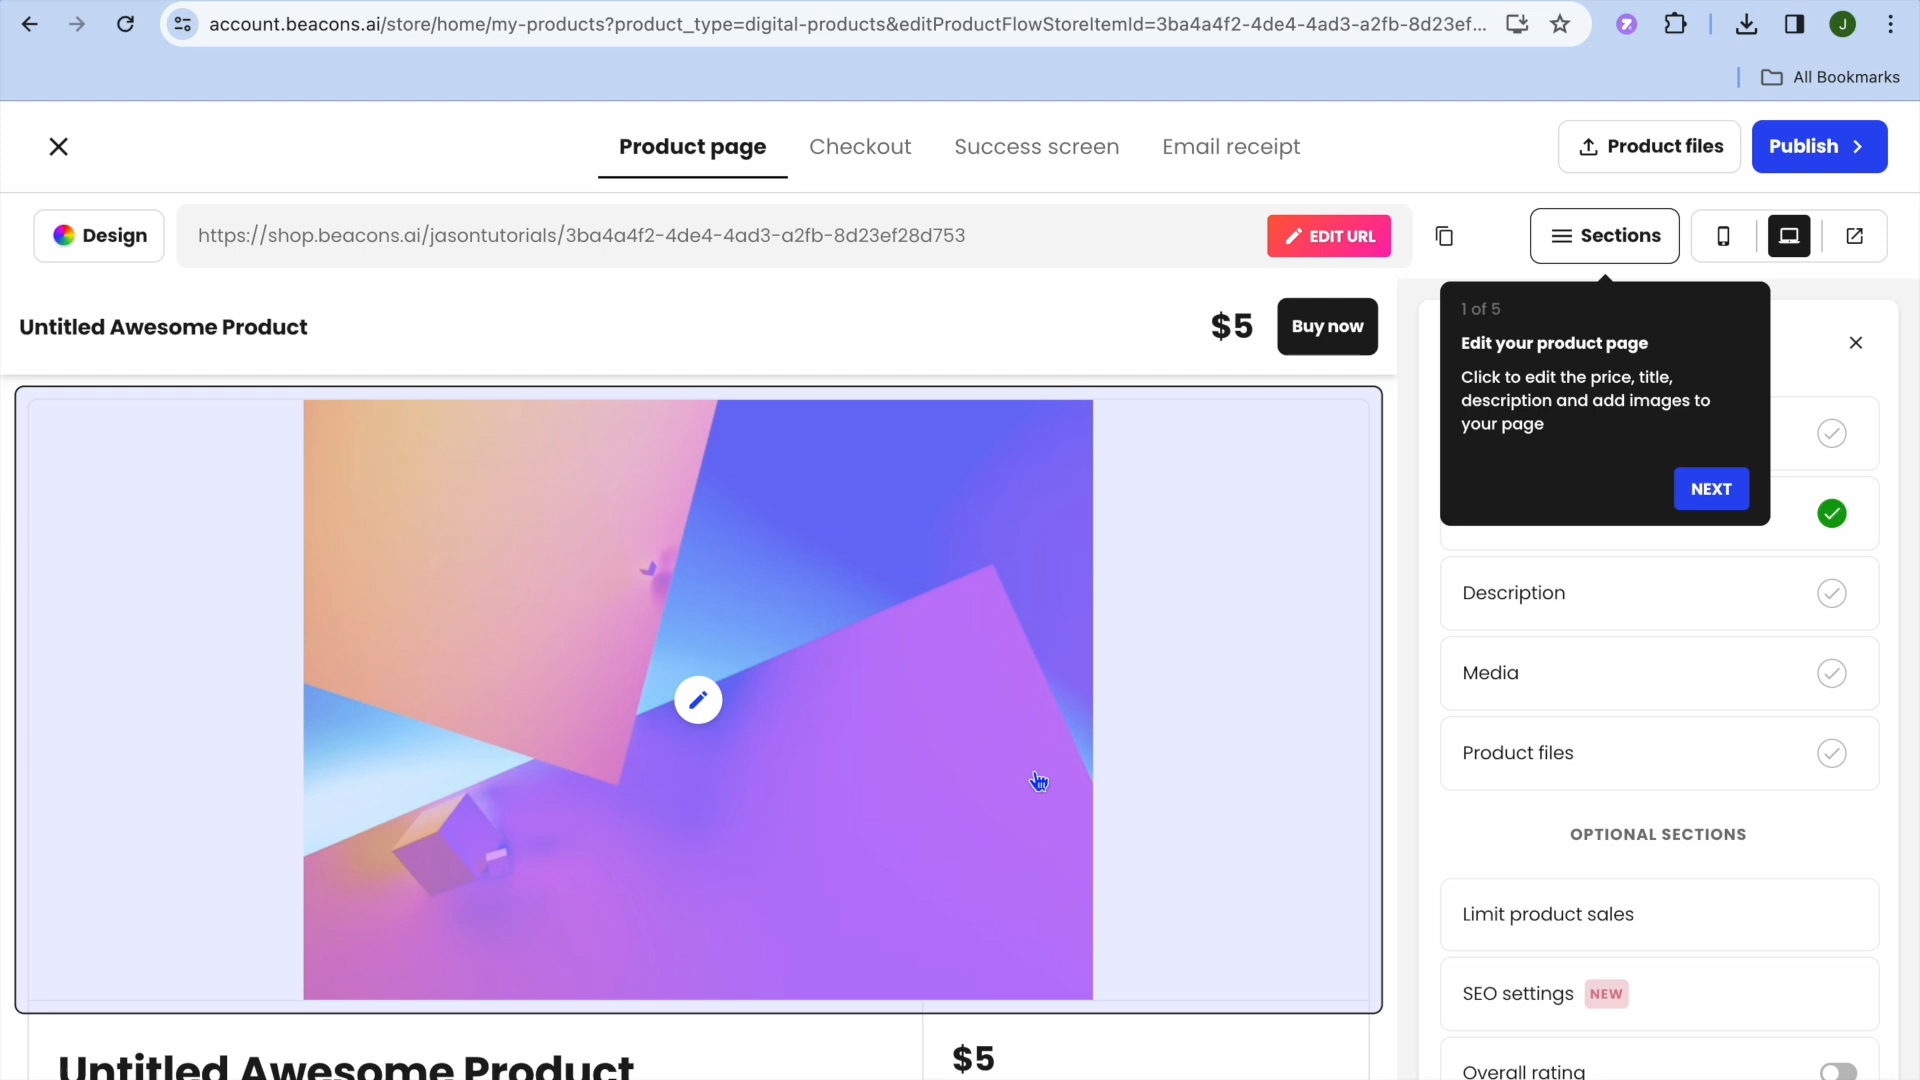 account.beacons.ai/store/home/my-products?product_type=digital-products&editProductFlowStoreItemId=3ba4a4f2-4de4-4ad3-a2fb-8d23ef...
J
All Bookmarks
Product page
Checkout
Success screen
Email receipt
Product files
Publish
Design
https://shop.beacons.ai/jasontutorials/3ba4a4f2-4de4-4ad3-a2fb-8d23ef28d753
EDIT URL
Sections
Untitled Awesome Product
$5
Buy now
1 of 5
Edit your product page
Click to edit the price, title,
description and add images to
your page
NEXT
Description
Media
Product files
OPTIONAL SECTIONS
Limit product sales
SEO settings NEW
Overall rating
Untitled Awesome Product
$5